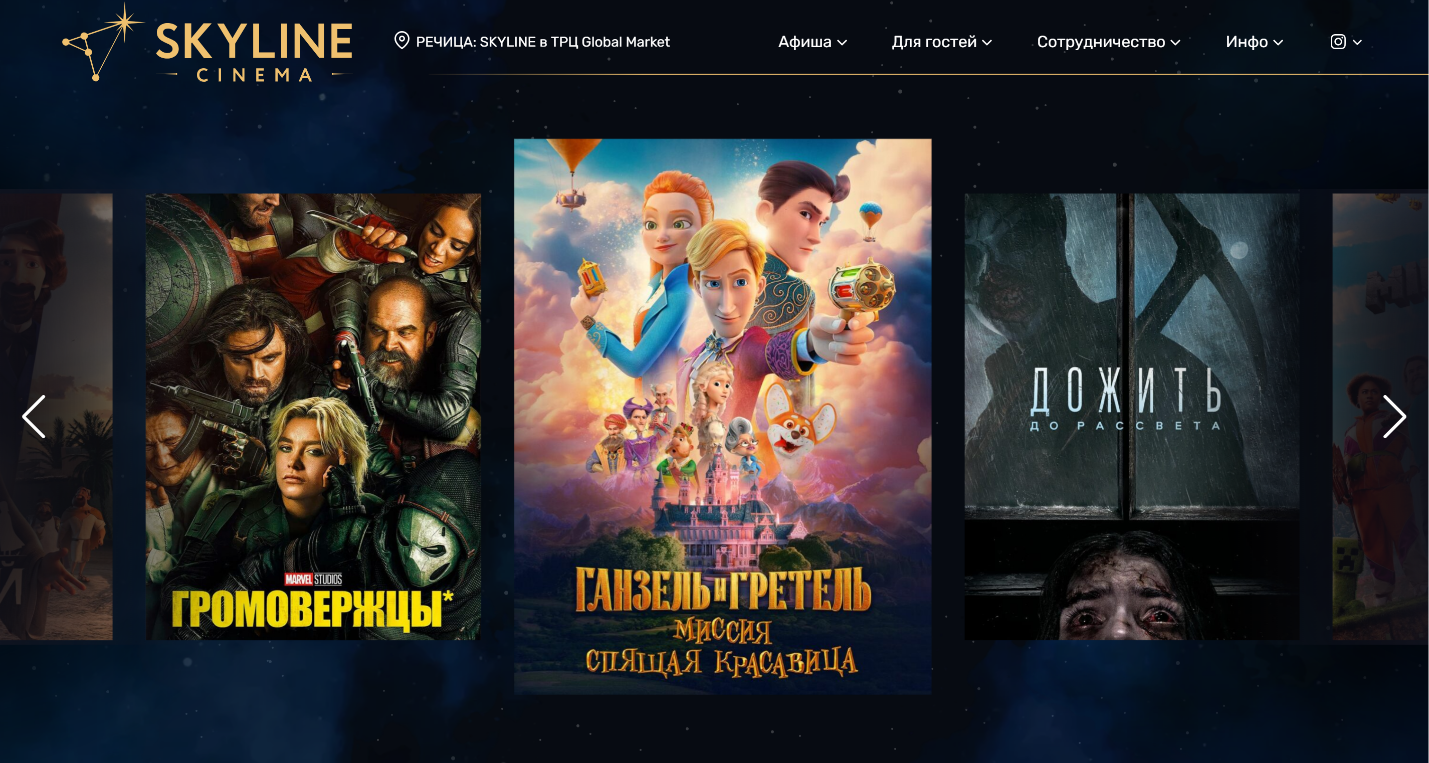 SKYLINE
CINEMA
РЕЧИЦА: SKYLINE в ТРЦ Global Market
Афиша
Для гостей
Сотрудничество
Инфо
MARVEL STUDIOS
ГРОМОВЕРЖЦЫ*
ГАНЗЕЛЬ И ГРЕТЕЛЬ
МИССИЯ
СПЯЩАЯ КРАСАВИЦА
ДОЖИТЬ
ДО РАССВЕТА